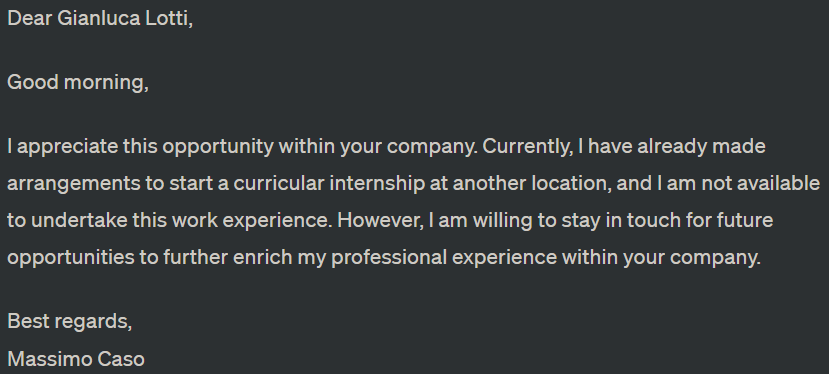 Dear Gianluca Lotti,
Good morning,
I appreciate this opportunity within your company. Currently, I have already made
arrangements to start a curricular internship at another location, and I am not available
to undertake this work experience. However, I am willing to stay in touch for future
opportunities to further enrich my professional experience within your company.
Best regards,
Massimo Caso